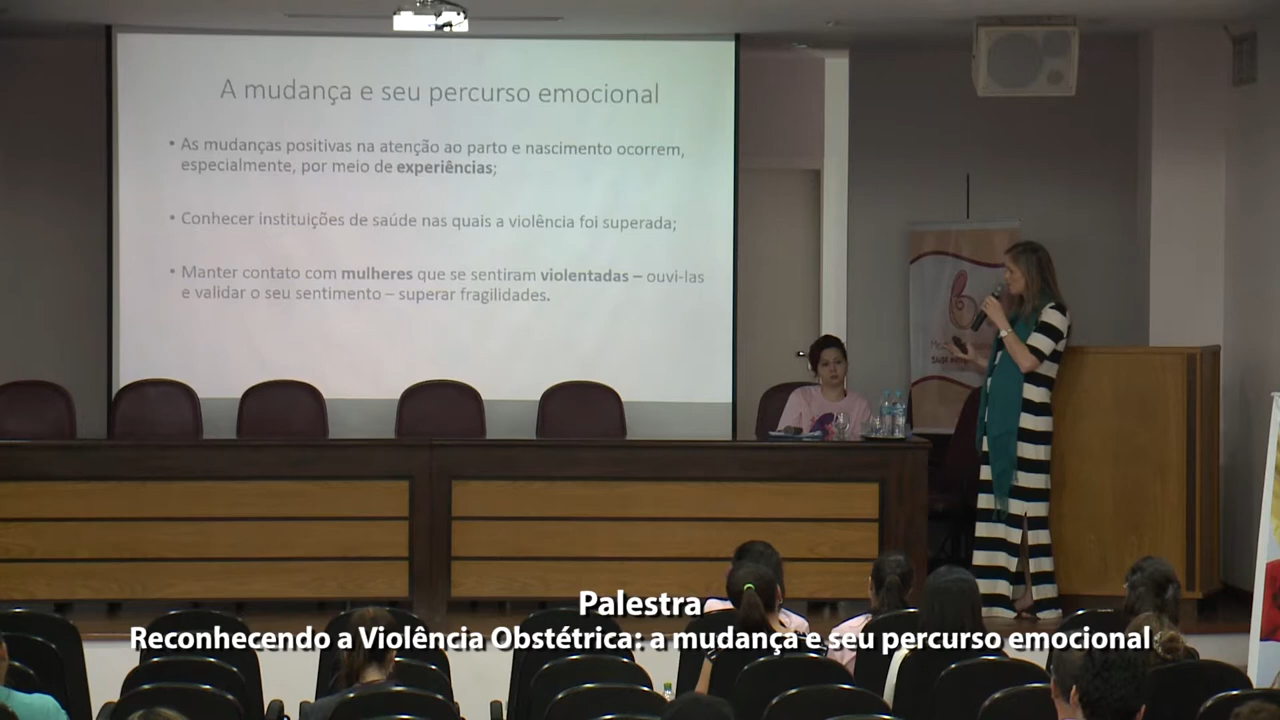 A mudança e seu percurso emocional
• As mudanças positivas na atenção ao parto e nascimento ocorrem,
especialmente, por meio de experiências;
• Conhecer instituições de saúde nas quais a violência foi superada;
• Manter contato com mulheres que se sentiram violentadas – ouvi-las
e validar o seu sentimento – superar fragilidades.
Palestra
Reconhecendo a Violência Obstétrica: a mudança e seu percurso emocional